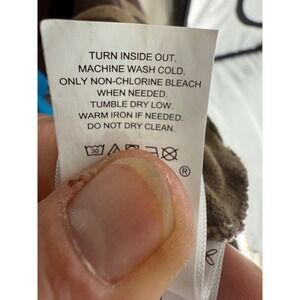 TURN INSIDE OUT.
MACHINE WASH COLD.
ONLY NON-CHLORINE BLEACH
WHEN NEEDED.
TUMBLE DRY LOW.
WARM IRON IF NEEDED.
DO NOT DRY CLEAN.
30
®